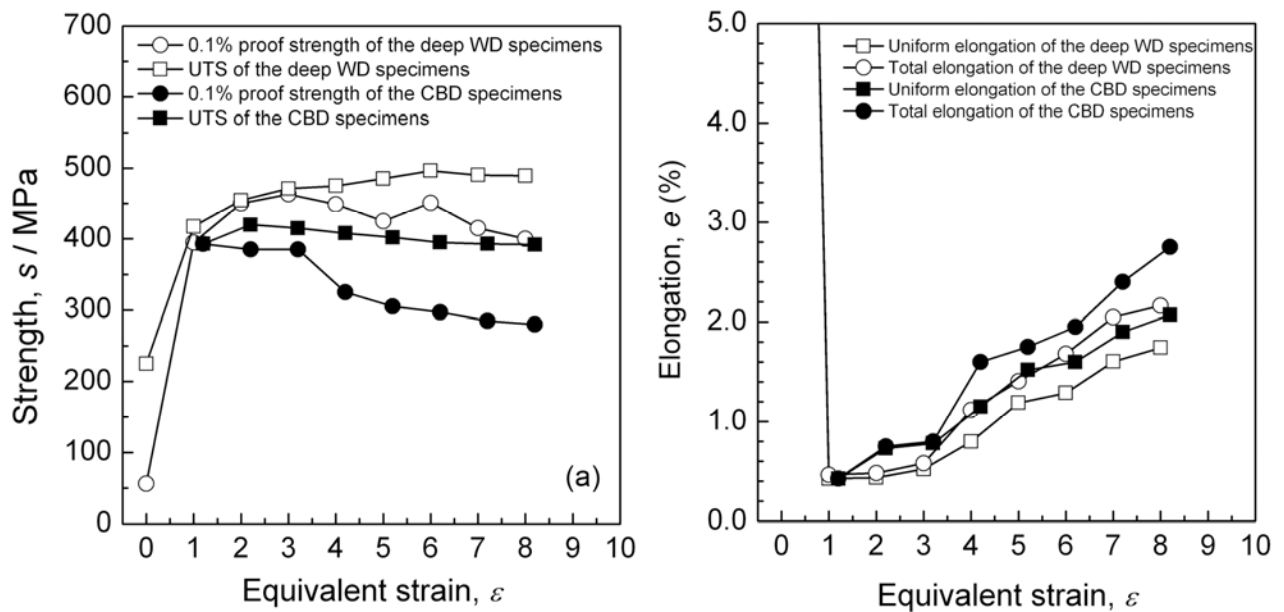 700
600
500
400
300
200
100
0
Strength, s / MPa
0.1% proof strength of the deep WD specimens
UTS of the deep WD specimens
0.1% proof strength of the CBD specimens
UTS of the CBD specimens
(a)
0 1 2 3 4 5 6 7 8 9 10
Equivalent strain, ε
5.0
4.0
3.0
2.0
1.0
0.0
Elongation, e (%)
Uniform elongation of the deep WD specimens
Total elongation of the deep WD specimens
Uniform elongation of the CBD specimens
Total elongation of the CBD specimens
0 1 2 3 4 5 6 7 8 9 10
Equivalent strain, ε